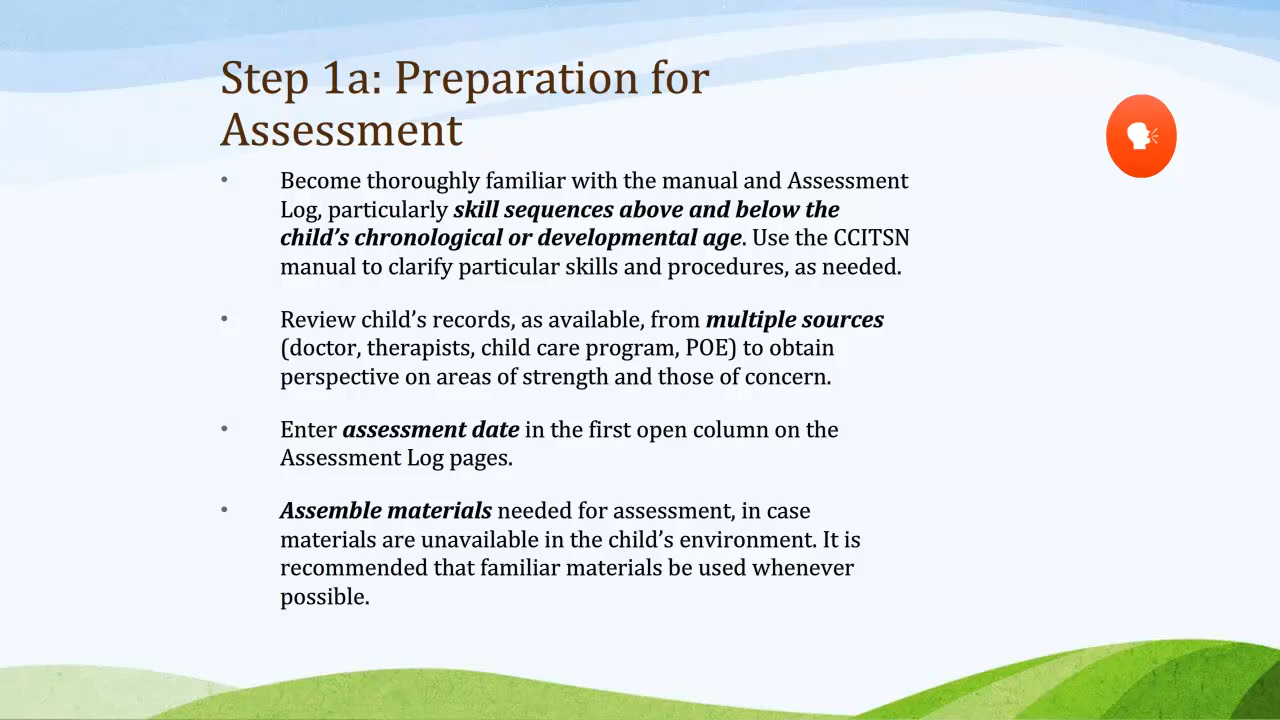 Step 1a: Preparation for
Assessment
• Become thoroughly familiar with the manual and Assessment
Log, particularly skill sequences above and below the
child’s chronological or developmental age. Use the CCITSN
manual to clarify particular skills and procedures, as needed.
• Review child’s records, as available, from multiple sources
(doctor, therapists, child care program, POE) to obtain
perspective on areas of strength and those of concern.
• Enter assessment date in the first open column on the
Assessment Log pages.
• Assemble materials needed for assessment, in case
materials are unavailable in the child’s environment. It is
recommended that familiar materials be used whenever
possible.